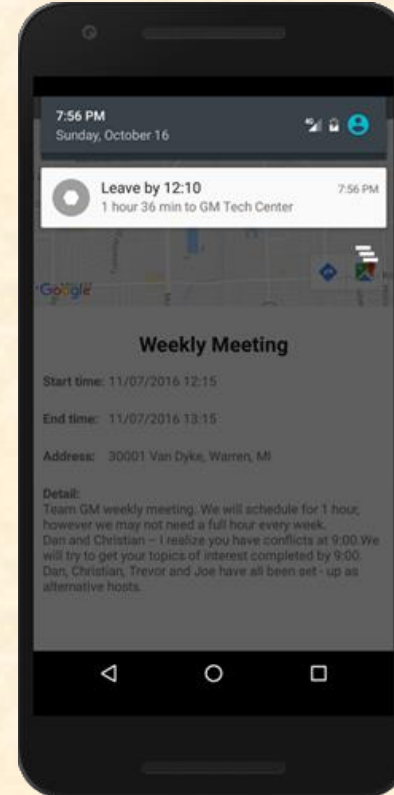 7:56 PM
Sunday, October 16
Leave by 12:10
7:56 PM
1 hour 36 min to GM Tech Center
Google
Weekly Meeting
Start time: 11/07/2016 12:15
End time: 11/07/2016 13:15
Address: 30001 Van Dyke, Warren, MI
Detail:
Team GM weekly meeting. We will schedule for 1 hour,
however we may not need a full hour every week.
Dan and Christian – I realize you have conflicts at 9:00.We
will try to get your topics of interest completed by 9:00.
Dan, Christian, Trevor and Joe have all been set - up as
alternative hosts.